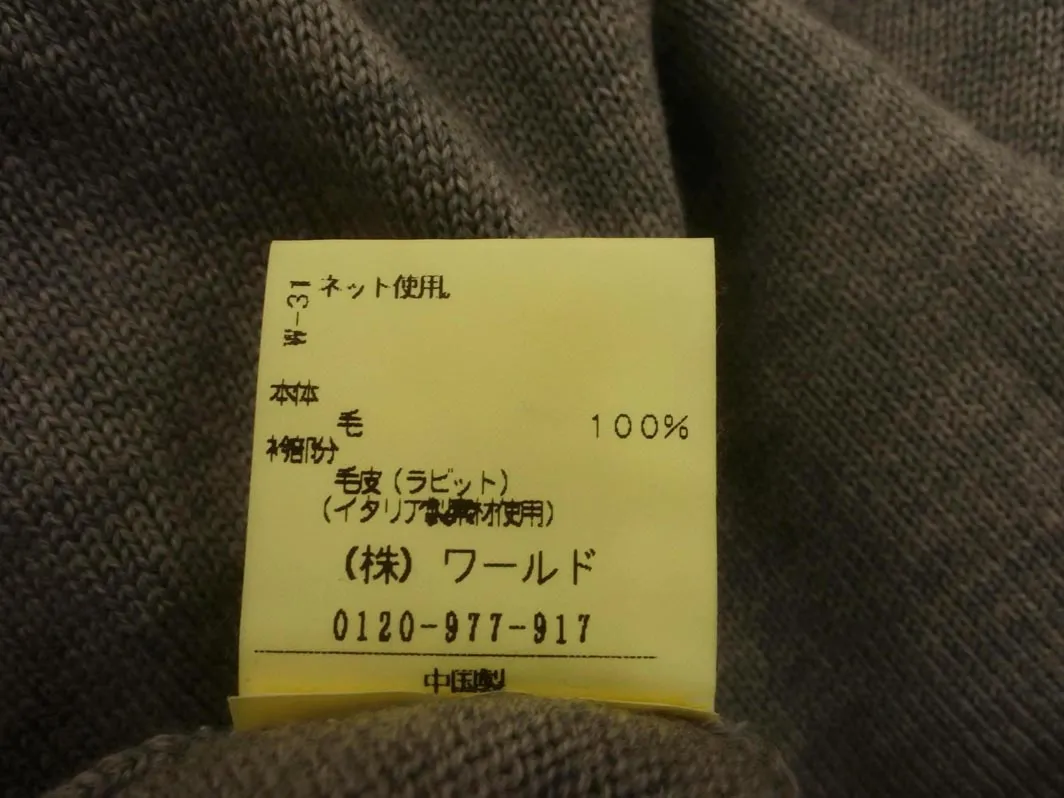 W-31
ネット使用。
本体
毛 100%
衿部分
毛皮(ラビット)
(イタリア製素材使用)
(株) ワールド
0120-977-917
中国製